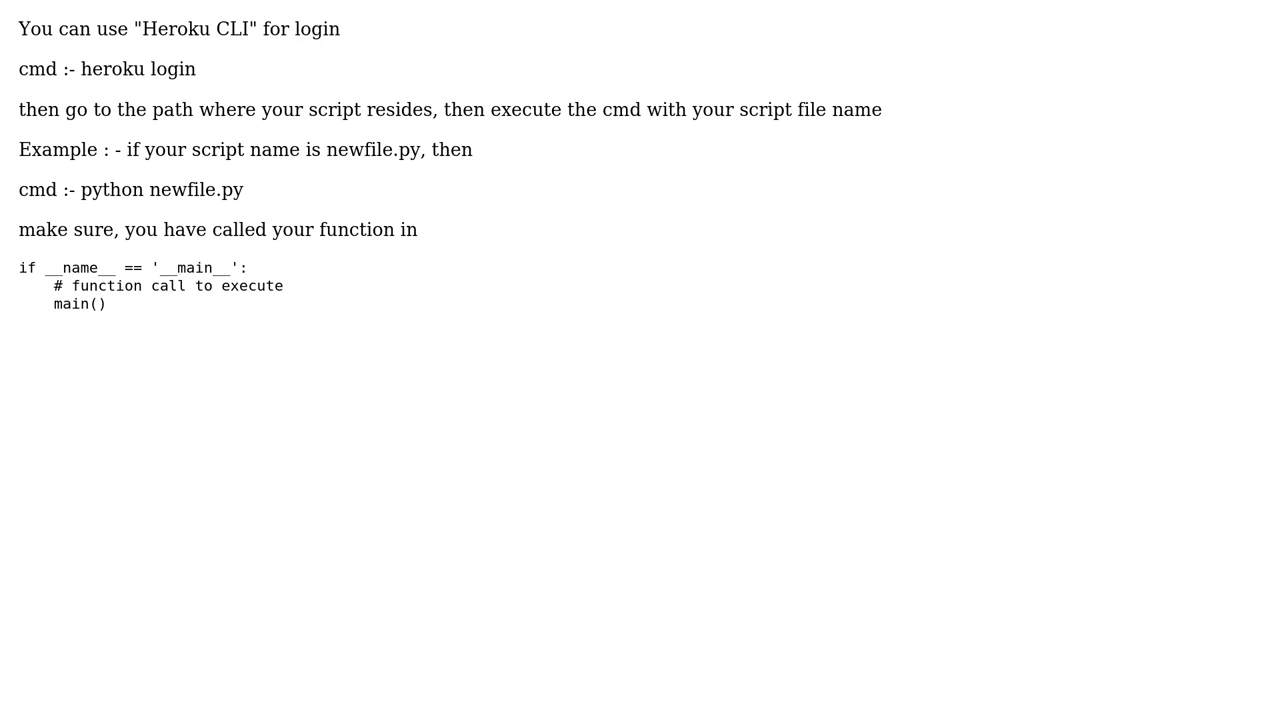 You can use "Heroku CLI" for login
cmd :- heroku login
then go to the path where your script resides, then execute the cmd with your script file name
Example : - if your script name is newfile.py, then
cmd :- python newfile.py
make sure, you have called your function in
if __name__ == '__main__':
    # function call to execute
    main()